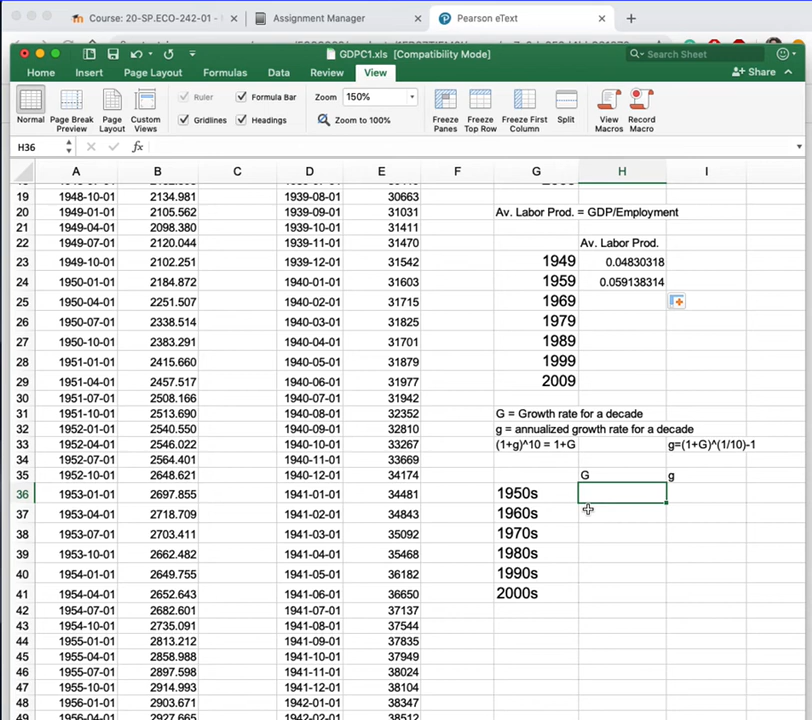 Course: 20-SP.ECO-242-01 - ×
Assignment Manager ×
Pearson eText ×
+
GDPC1.xls [Compatibility Mode]
Search Sheet
Home Insert Page Layout Formulas Data Review View
Share
Normal
Page Break Preview
Page Layout
Custom Views
Ruler
Formula Bar
Gridlines
Headings
Zoom 150%
Zoom to 100%
Freeze Panes
Freeze Top Row
Freeze First Column
Split
View Macros
Record Macro
H36 fx
A B C D E F G H I
19 1948-10-01 2134.981 1939-08-01 30663
20 1949-01-01 2105.562 1939-09-01 31031 Av. Labor Prod. = GDP/Employment
21 1949-04-01 2098.380 1939-10-01 31411
22 1949-07-01 2120.044 1939-11-01 31470 Av. Labor Prod.
23 1949-10-01 2102.251 1939-12-01 31542 1949 0.04830318
24 1950-01-01 2184.872 1940-01-01 31603 1959 0.059138314
25 1950-04-01 2251.507 1940-02-01 31715 1969
26 1950-07-01 2338.514 1940-03-01 31825 1979
27 1950-10-01 2383.291 1940-04-01 31701 1989
28 1951-01-01 2415.660 1940-05-01 31879 1999
29 1951-04-01 2457.517 1940-06-01 31977 2009
30 1951-07-01 2508.166 1940-07-01 31942
31 1951-10-01 2513.690 1940-08-01 32352 G = Growth rate for a decade
32 1952-01-01 2540.550 1940-09-01 32810 g = annualized growth rate for a decade
33 1952-04-01 2546.022 1940-10-01 33267 (1+g)^10 = 1+G g=(1+G)^(1/10)-1
34 1952-07-01 2564.401 1940-11-01 33669
35 1952-10-01 2648.621 1940-12-01 34174 G g
36 1953-01-01 2697.855 1941-01-01 34481 1950s
37 1953-04-01 2718.709 1941-02-01 34843 1960s
38 1953-07-01 2703.411 1941-03-01 35092 1970s
39 1953-10-01 2662.482 1941-04-01 35468 1980s
40 1954-01-01 2649.755 1941-05-01 36182 1990s
41 1954-04-01 2652.643 1941-06-01 36650 2000s
42 1954-07-01 2682.601 1941-07-01 37137
43 1954-10-01 2735.091 1941-08-01 37544
44 1955-01-01 2813.212 1941-09-01 37835
45 1955-04-01 2858.988 1941-10-01 37949
46 1955-07-01 2897.598 1941-11-01 38024
47 1955-10-01 2914.993 1941-12-01 38104
48 1956-01-01 2903.671 1942-01-01 38347
49 1956-04-01 2927.665 1942-02-01 38512